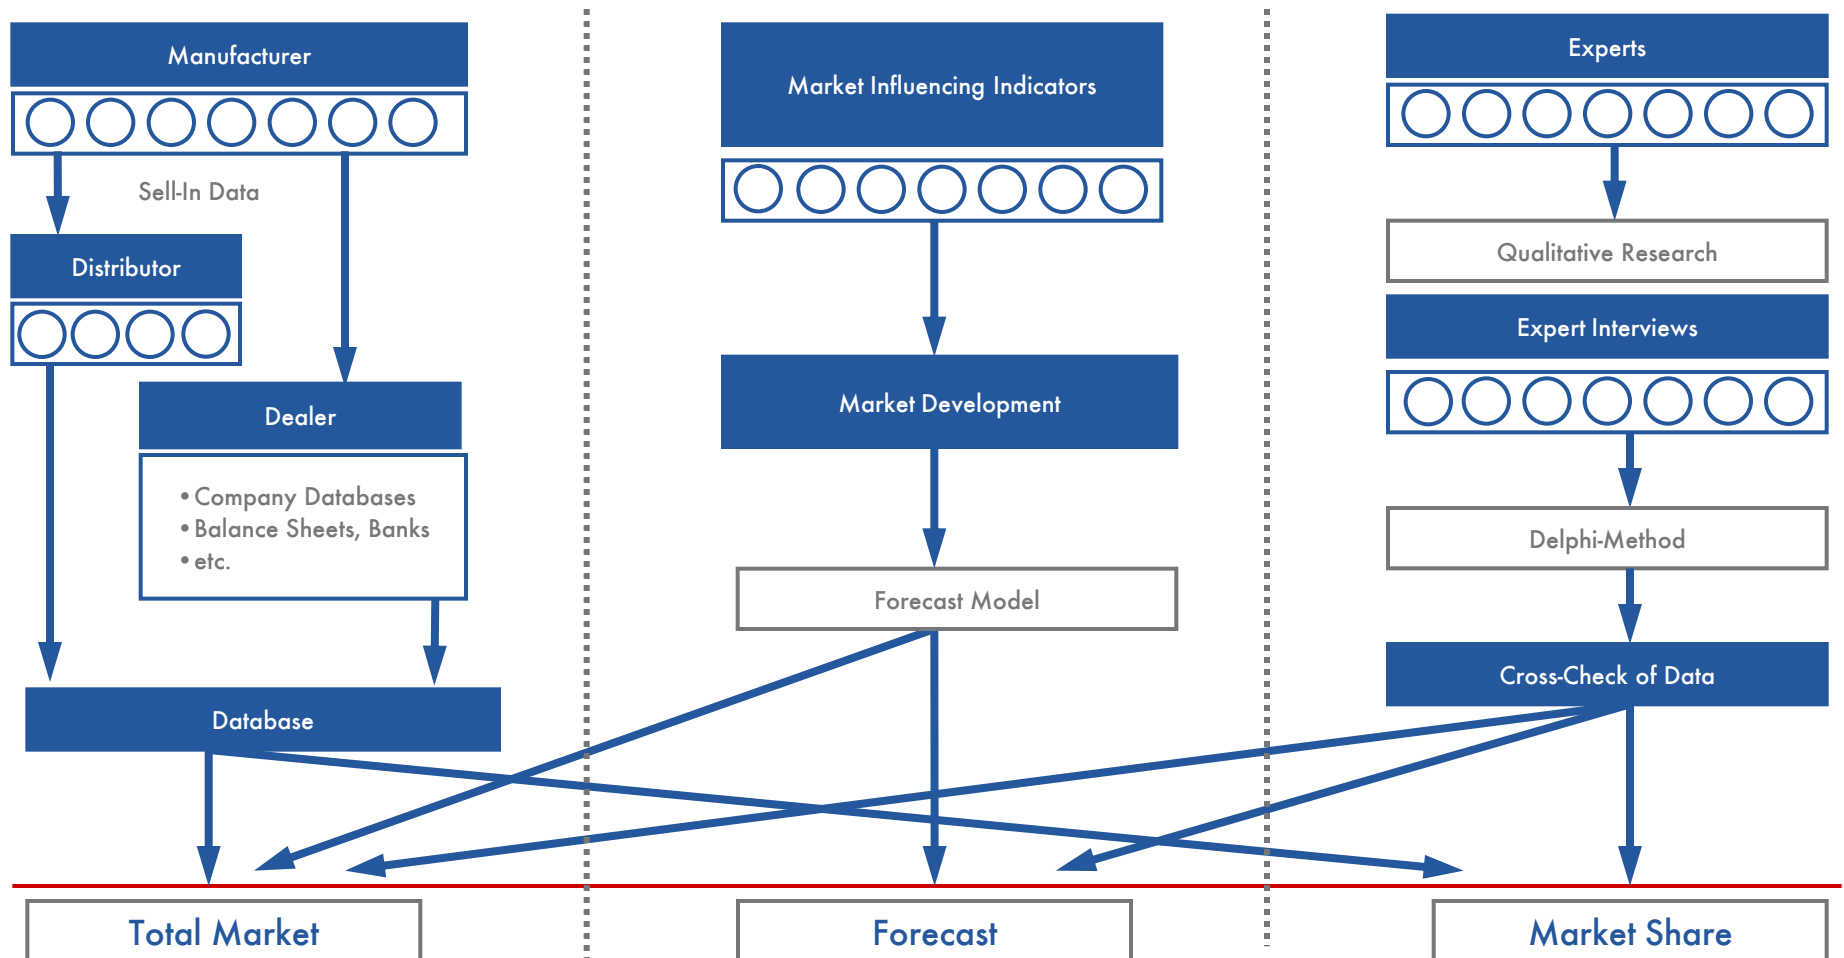 Manufacturer
Sell-In Data
Distributor
Dealer
•Company Databases
•Balance Sheets, Banks
•etc.
Database
Total Market
Market Influencing Indicators
Market Development
Forecast Model
Forecast
Experts
Qualitative Research
Expert Interviews
Delphi-Method
Cross-Check of Data
Market Share